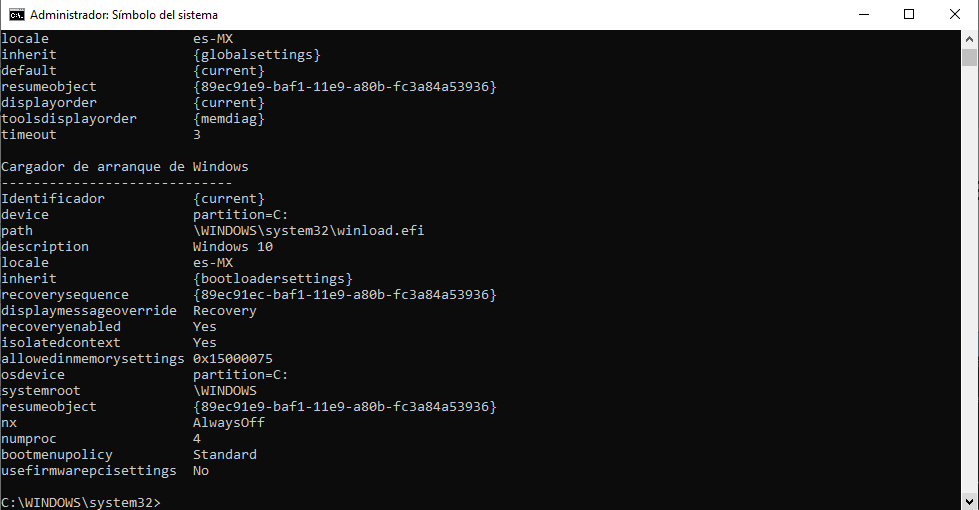 Administrador: Símbolo del sistema
locale                  es-MX
inherit                 {globalsettings}
default                 {current}
resumeobject            {89ec91e9-baf1-11e9-a80b-fc3a84a53936}
displayorder            {current}
toolsdisplayorder       {memdiag}
timeout                 3
Cargador de arranque de Windows
-----------------------------
Identificador           {current}
device                  partition=C:
path                    \WINDOWS\system32\winload.efi
description             Windows 10
locale                  es-MX
inherit                 {bootloadersettings}
recoverysequence        {89ec91ec-baf1-11e9-a80b-fc3a84a53936}
displaymessageoverride  Recovery
recoveryenabled         Yes
isolatedcontext         Yes
allowedinmemorysettings 0x15000075
osdevice                partition=C:
systemroot              \WINDOWS
resumeobject            {89ec91e9-baf1-11e9-a80b-fc3a84a53936}
nx                      AlwaysOff
numproc                 4
bootmenupolicy          Standard
usefirmwarepcisettings  No
C:\WINDOWS\system32>